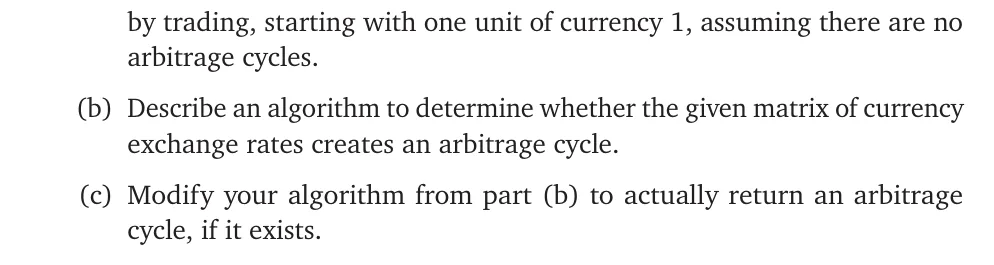 by trading, starting with one unit of currency 1, assuming there are no
arbitrage cycles.
(b) Describe an algorithm to determine whether the given matrix of currency
exchange rates creates an arbitrage cycle.
(c) Modify your algorithm from part (b) to actually return an arbitrage
cycle, if it exists.